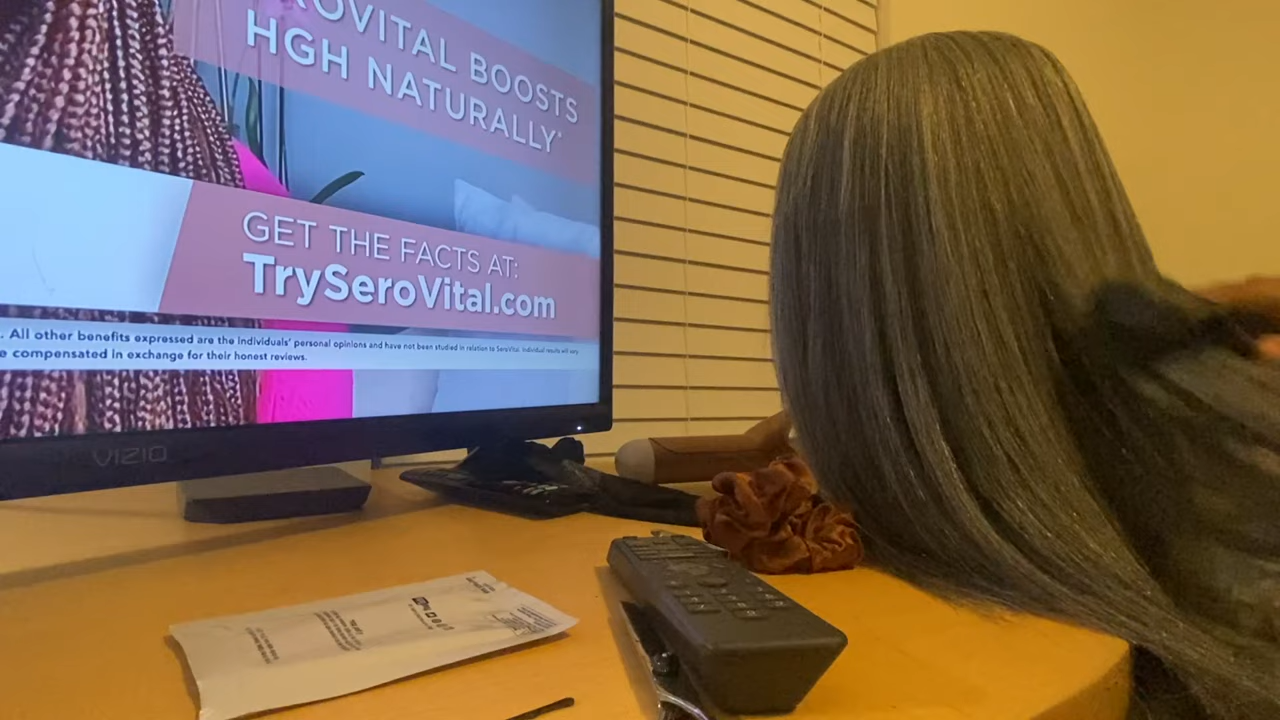 ROVITAL BOOSTS
HGH NATURALLY*
GET THE FACTS AT:
TrySeroVital.com
. All other benefits expressed are the individuals' personal opinions and have not been studied in relation to SeroVital. Individual results will vary.
e compensated in exchange for their honest reviews.
VIZIO